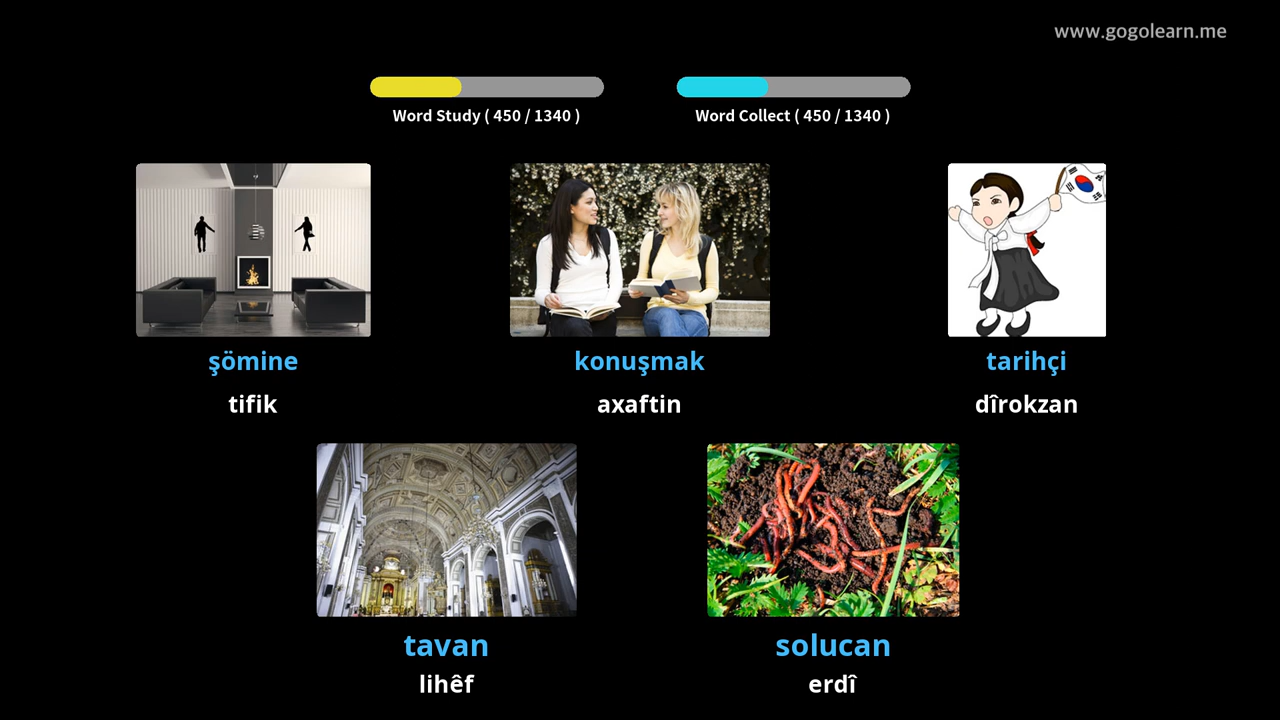 www.gogolearn.me
Word Study ( 450 / 1340 )
Word Collect ( 450 / 1340 )
şömine
tifik
konuşmak
axaftin
tarihçi
dîrokzan
tavan
lihêf
solucan
erdî